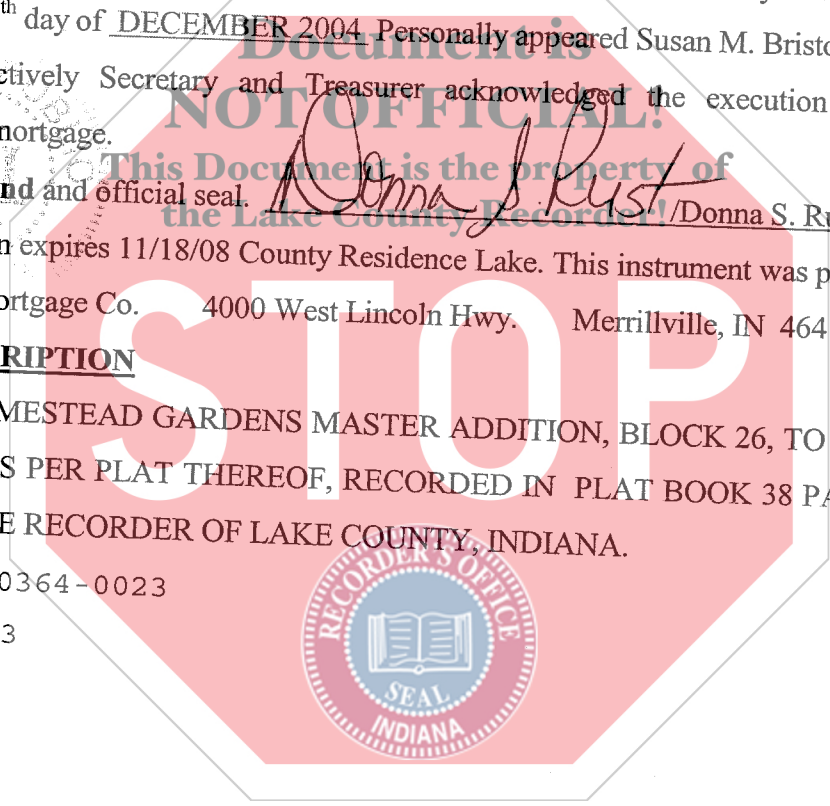 th day of DECEMBER 2004 Personally appeared Susan M. Bristo
Document is
ctively Secretary and Treasurer acknowledged the execution
NOT OFFICIAL!
nortgage.
This Document is the property of
nd and official seal. Donna S. Rust /Donna S. Ru
the Lake County Recorder!
n expires 11/18/08 County Residence Lake. This instrument was p
ortgage Co. 4000 West Lincoln Hwy. Merrillville, IN 464
STOP
RIPTION
MESTEAD GARDENS MASTER ADDITION, BLOCK 26, TO
S PER PLAT THEREOF, RECORDED IN PLAT BOOK 38 PA
E RECORDER OF LAKE COUNTY, INDIANA.
0364-0023
3
RECORDER'S OFFICE
SEAL
INDIANA